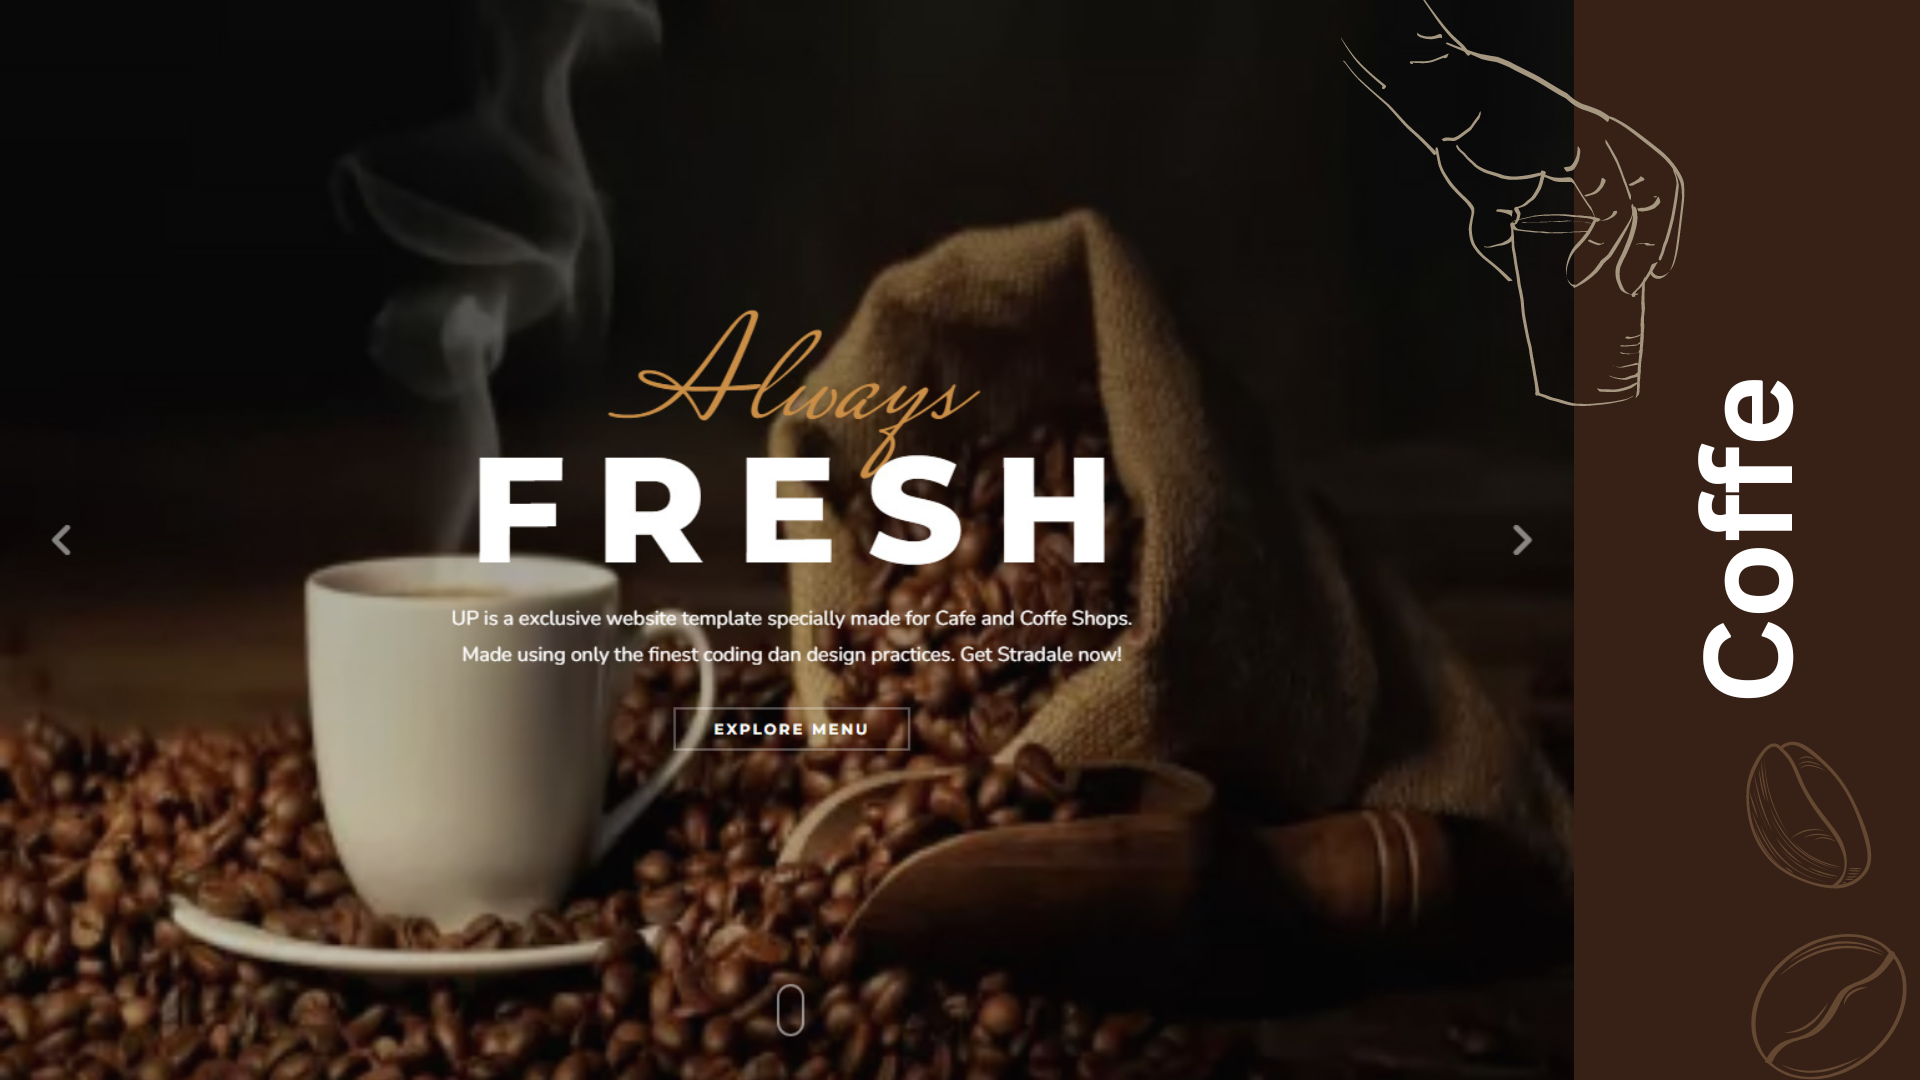 Always
FRESH
UP is a exclusive website template specially made for Cafe and Coffe Shops.
Made using only the finest coding dan design practices. Get Stradale now!
EXPLORE MENU
Coffe